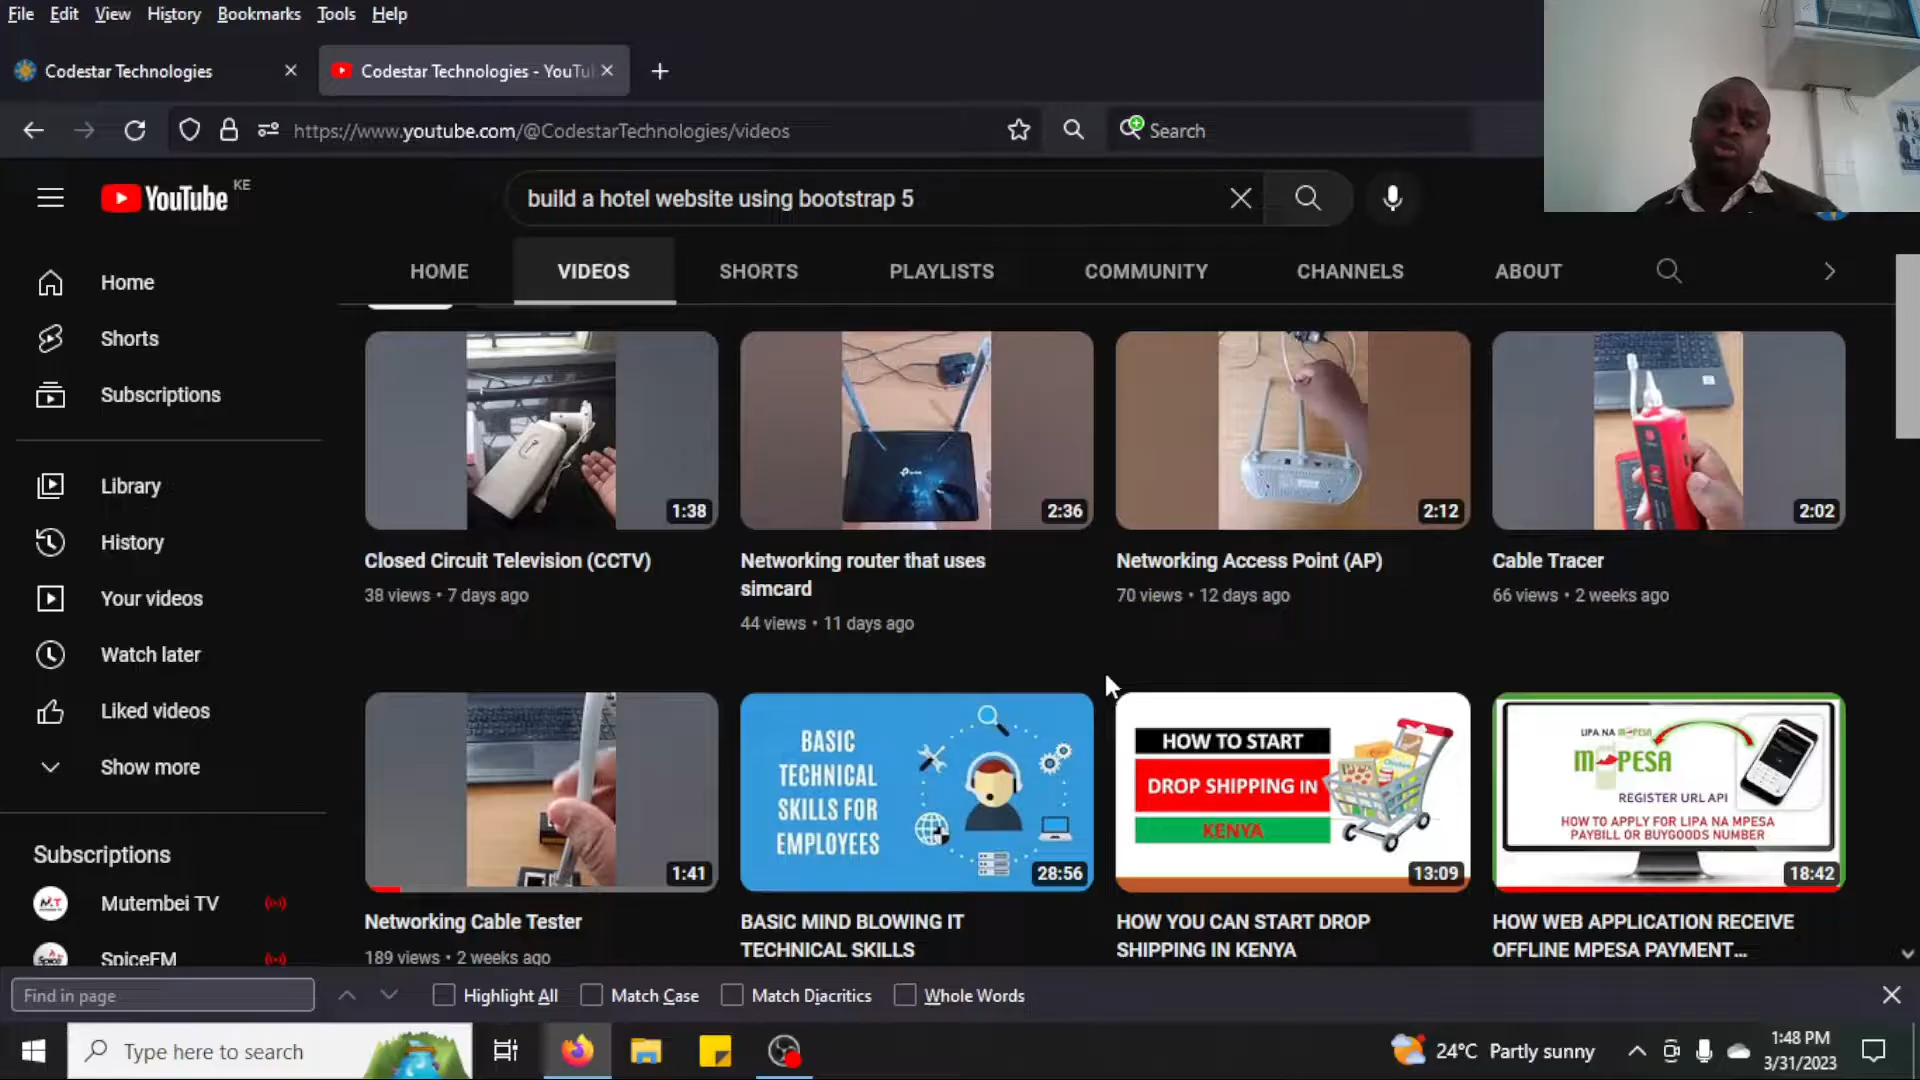 File Edit View History Bookmarks Tools Help
Codestar Technologies
Codestar Technologies - YouTu
https://www.youtube.com/@CodestarTechnologies/videos
Search
YouTube KE
build a hotel website using bootstrap 5
HOME VIDEOS SHORTS PLAYLISTS COMMUNITY CHANNELS ABOUT
Home
Shorts
Subscriptions
Library
History
Your videos
Watch later
Liked videos
Show more
Subscriptions
Mutembei TV
SpiceFM
1:38
2:36
2:12
2:02
Closed Circuit Television (CCTV)
38 views • 7 days ago
Networking router that uses
simcard
44 views • 11 days ago
Networking Access Point (AP)
70 views • 12 days ago
Cable Tracer
66 views • 2 weeks ago
1:41
Networking Cable Tester
189 views • 2 weeks ago
BASIC
TECHNICAL
SKILLS FOR
EMPLOYEES
28:56
BASIC MIND BLOWING IT
TECHNICAL SKILLS
HOW TO START
DROP SHIPPING IN
KENYA
13:09
HOW YOU CAN START DROP
SHIPPING IN KENYA
LIPA NA M-PESA
M-PESA
REGISTER URL API
HOW TO APPLY FOR LIPA NA MPESA
PAYBILL OR BUYGOODS NUMBER
18:42
HOW WEB APPLICATION RECEIVE
OFFLINE MPESA PAYMENT...
Find in page
Highlight All Match Case Match Diacritics Whole Words
Type here to search
24°C Partly sunny
1:48 PM
3/31/2023